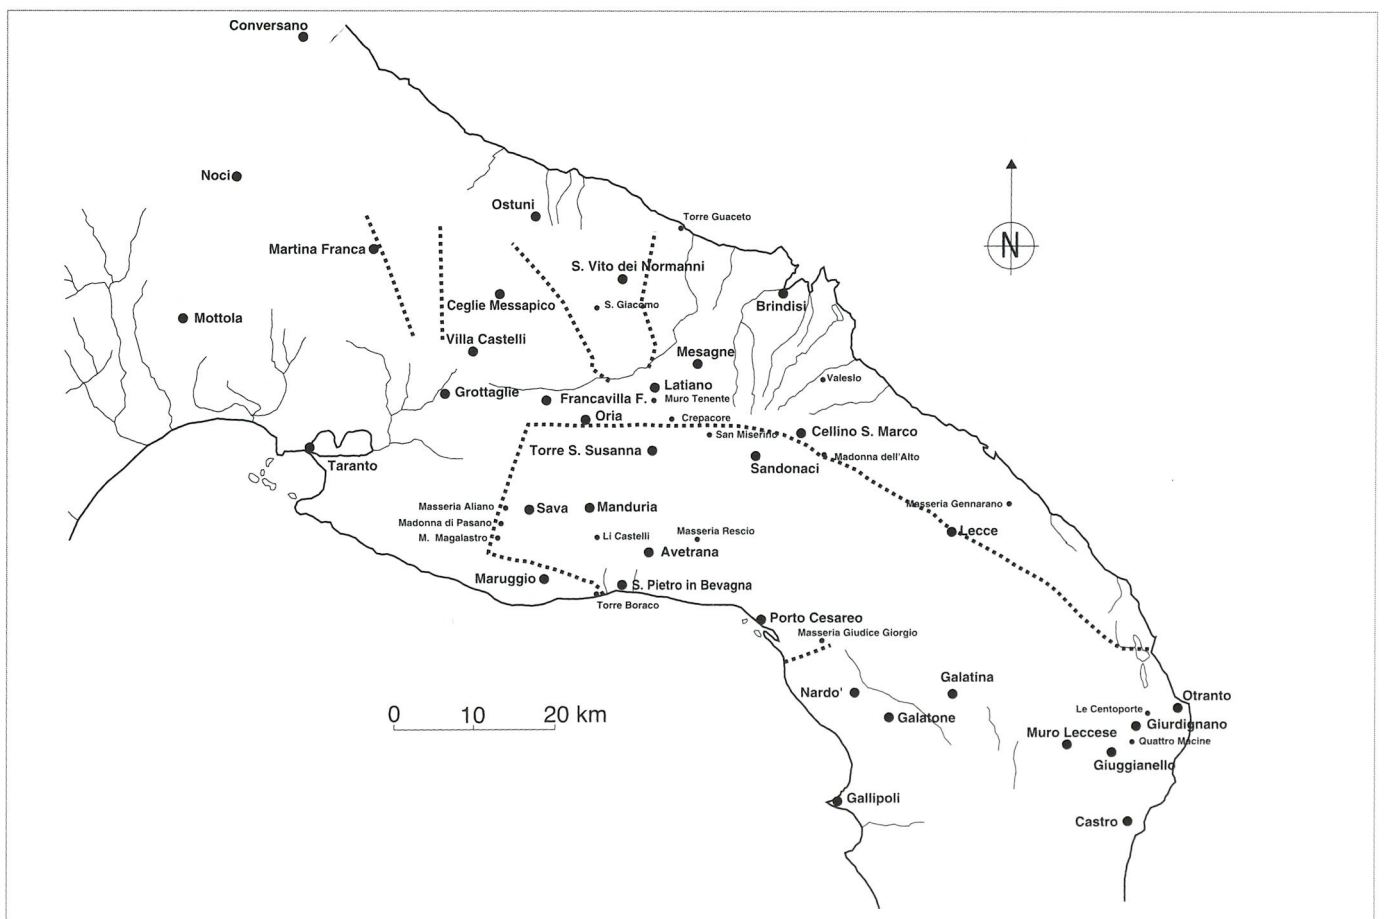 Conversano
Noci
Ostuni
Torre Guaceto
Martina Franca
N
S. Vito dei Normanni
Ceglie Messapico
S. Giacomo
Brindisi
Mottola
Villa Castelli
Mesagne
Valesio
Grottaglie
Latiano
Francavilla F.
Muro Tenente
Oria
Crepacore
San Miserino
Cellino S. Marco
Torre S. Susanna
Madonna dell'Alto
Taranto
Sandonaci
Masseria Aliano
Sava
Manduria
Masseria Gennarano
Madonna di Pasano
Lecce
M. Magalastro
Li Castelli
Masseria Rescio
Avetrana
Maruggio
S. Pietro in Bevagna
Torre Boraco
Porto Cesareo
Masseria Giudice Giorgio
Galatina
Nardo'
Otranto
Le Centoporte
0 10 20 km
Galatone
Giurdignano
Muro Leccese
Quattro Macine
Giuggianello
Gallipoli
Castro